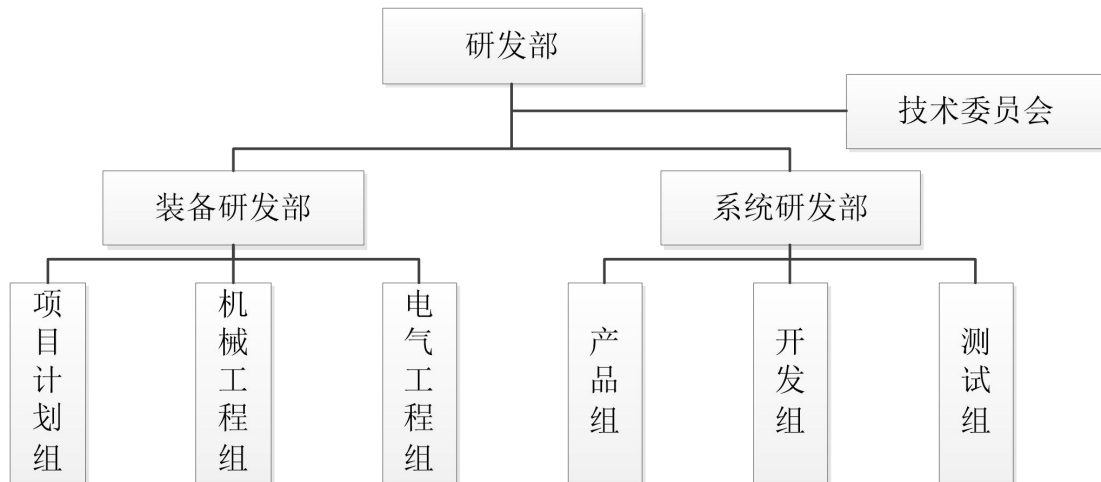 研发部
技术委员会
装备研发部
系统研发部
项目计划组
机械工程组
电气工程组
产品组
开发组
测试组